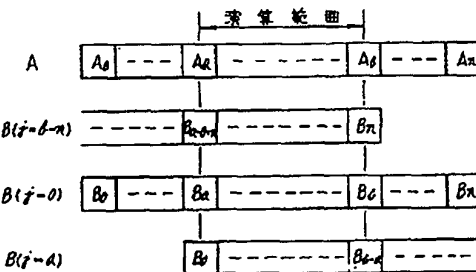 演算範囲
A A0 ---- Aa ------- Ab --- An
B(j=b-n) ------- Ba-b+n ------- Bn
B(j=0) B0 --- Ba ------- Bb --- Bn
B(j=a) B0 ------- Bb-a -----